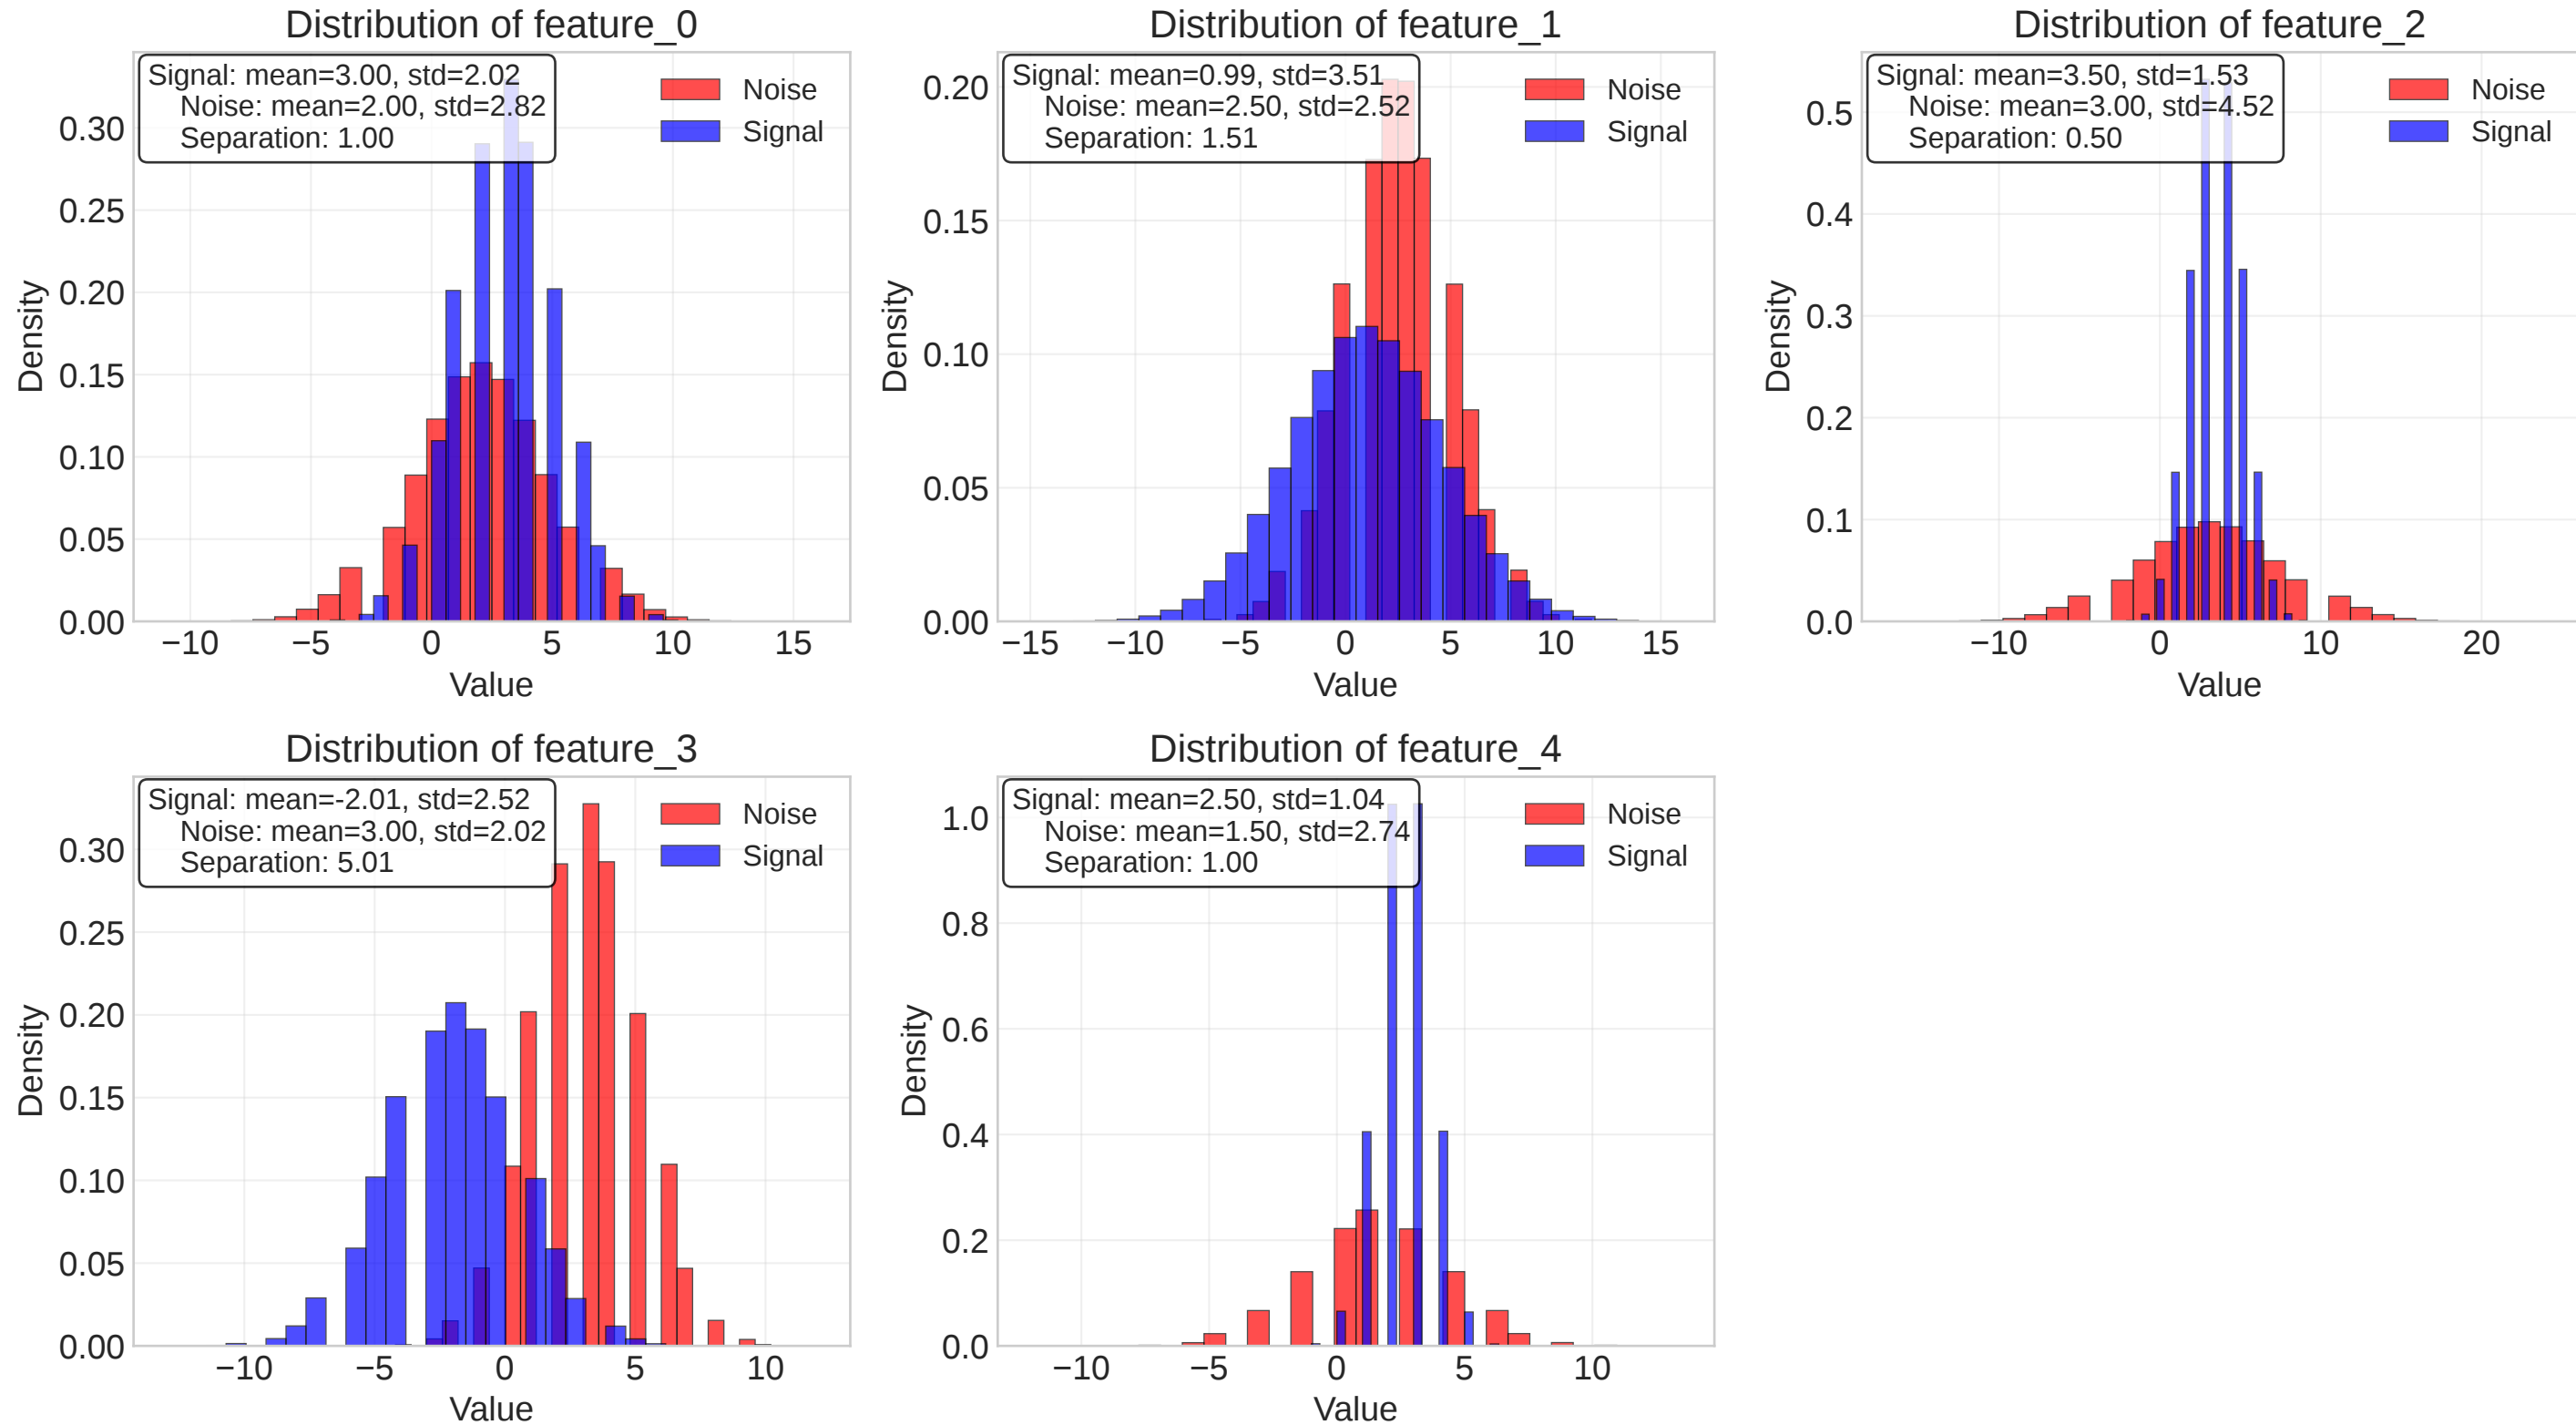 Distribution of feature_0
Signal: mean=3.00, std=2.02
Noise: mean=2.00, std=2.82
Separation: 1.00
Noise
Signal
Density
0.30
0.25
0.20
0.15
0.10
0.05
0.00
−10 −5 0 5 10 15
Value
Distribution of feature_1
Signal: mean=0.99, std=3.51
Noise: mean=2.50, std=2.52
Separation: 1.51
Noise
Signal
Density
0.20
0.15
0.10
0.05
0.00
−15 −10 −5 0 5 10 15
Value
Distribution of feature_2
Signal: mean=3.50, std=1.53
Noise: mean=3.00, std=4.52
Separation: 0.50
Noise
Signal
Density
0.5
0.4
0.3
0.2
0.1
0.0
−10 0 10 20
Value
Distribution of feature_3
Signal: mean=-2.01, std=2.52
Noise: mean=3.00, std=2.02
Separation: 5.01
Noise
Signal
Density
0.30
0.25
0.20
0.15
0.10
0.05
0.00
−10 −5 0 5 10
Value
Distribution of feature_4
Signal: mean=2.50, std=1.04
Noise: mean=1.50, std=2.74
Separation: 1.00
Noise
Signal
Density
1.0
0.8
0.6
0.4
0.2
0.0
−10 −5 0 5 10
Value